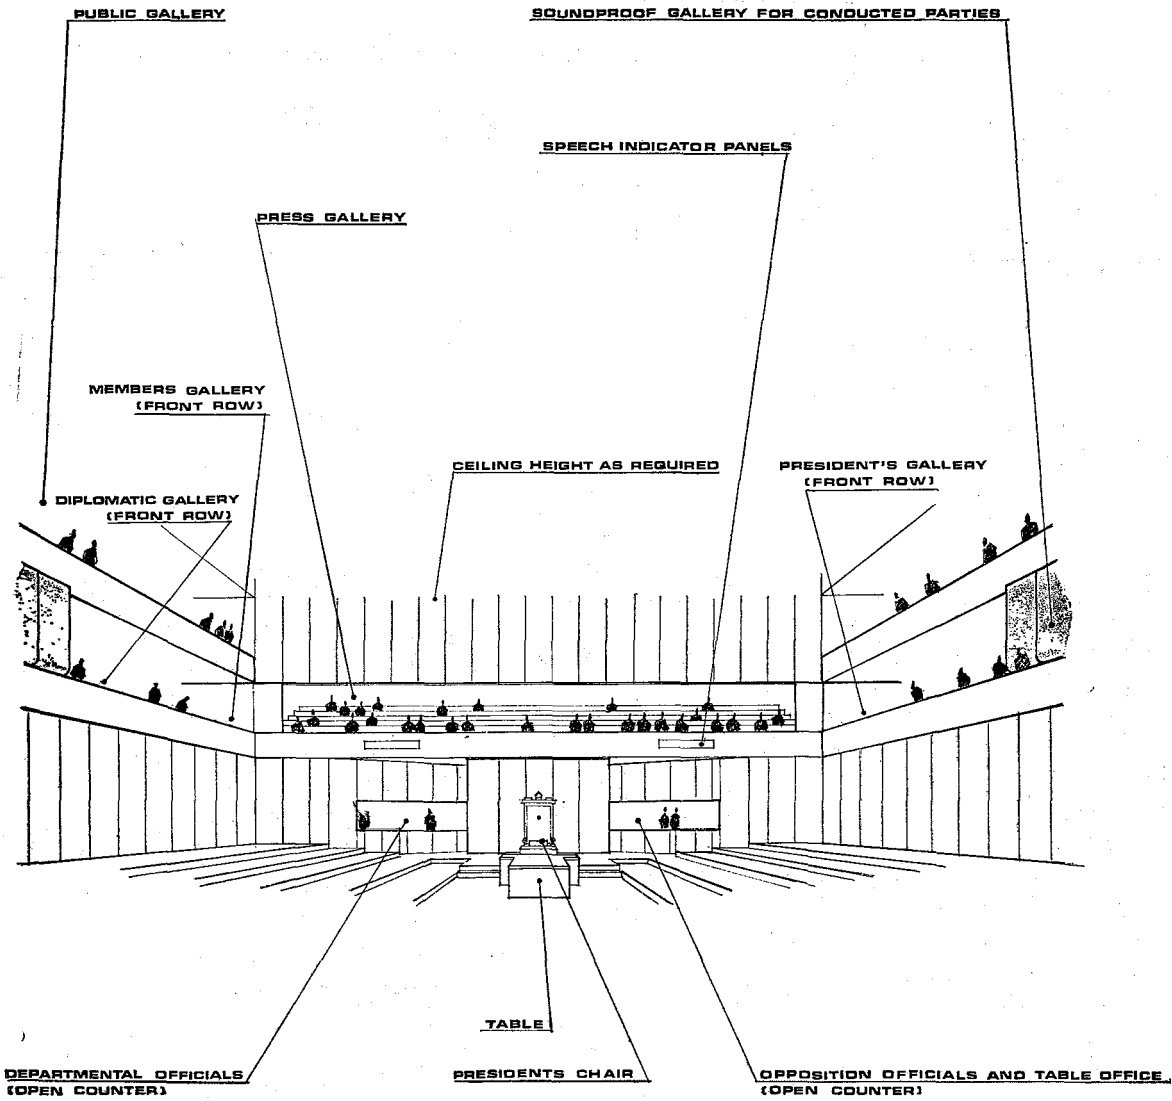 PUBLIC GALLERY
SOUNDPROOF GALLERY FOR CONDUCTED PARTIES
SPEECH INDICATOR PANELS
PRESS GALLERY
MEMBERS GALLERY
(FRONT ROW)
CEILING HEIGHT AS REQUIRED
PRESIDENT'S GALLERY
(FRONT ROW)
DIPLOMATIC GALLERY
(FRONT ROW)
TABLE
DEPARTMENTAL OFFICIALS
(OPEN COUNTER)
PRESIDENTS CHAIR
OPPOSITION OFFICIALS AND TABLE OFFICE
(OPEN COUNTER)